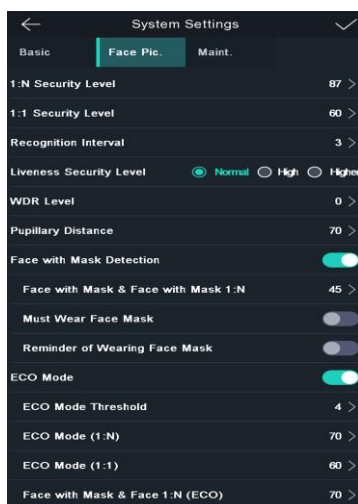 System Settings
Basic Face Pic. Maint.
1:N Security Level 87 >
1:1 Security Level 60 >
Recognition Interval 3 >
Liveness Security Level Normal High Higher
WDR Level 0 >
Pupillary Distance 70 >
Face with Mask Detection
Face with Mask & Face with Mask 1:N 45 >
Must Wear Face Mask
Reminder of Wearing Face Mask
ECO Mode
ECO Mode Threshold 4 >
ECO Mode (1:N) 70 >
ECO Mode (1:1) 60 >
Face with Mask & Face 1:N (ECO) 70 >